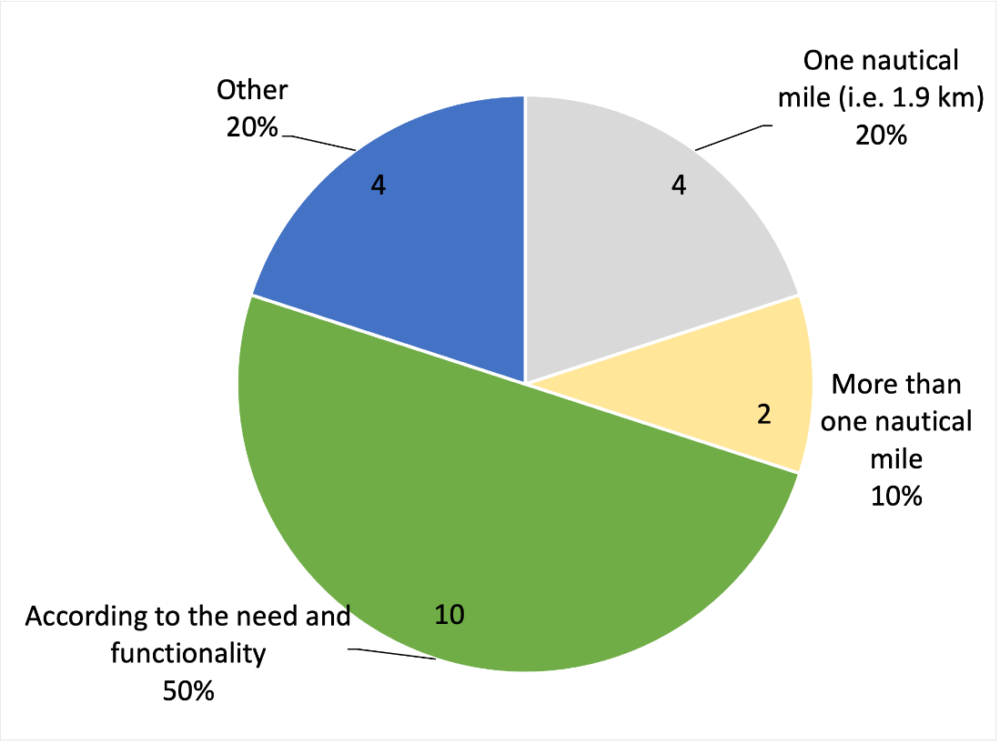 Other
20%
One nautical
mile (i.e. 1.9 km)
20%
4
4
More than
one nautical
mile
10%
2
According to the need and
functionality
50%
10